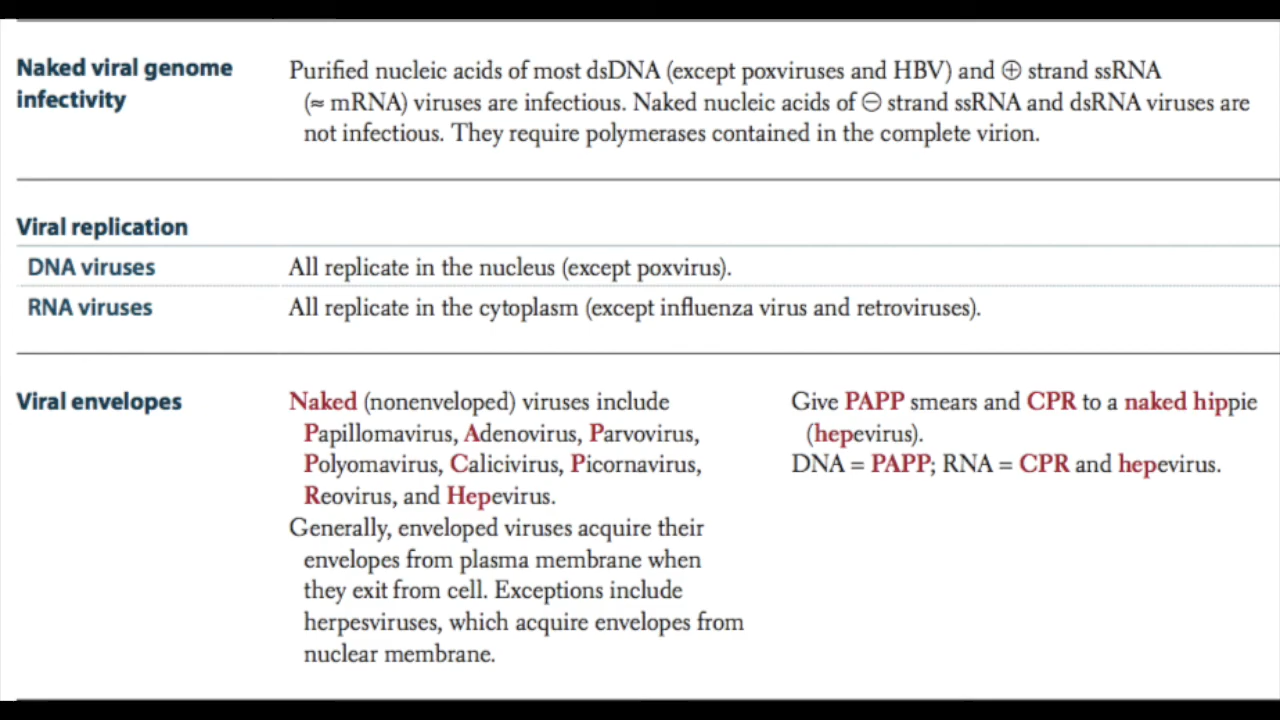 Naked viral genome
infectivity
Purified nucleic acids of most dsDNA (except poxviruses and HBV) and ⊕ strand ssRNA
(≈ mRNA) viruses are infectious. Naked nucleic acids of ⊖ strand ssRNA and dsRNA viruses are
not infectious. They require polymerases contained in the complete virion.
Viral replication
DNA viruses
All replicate in the nucleus (except poxvirus).
RNA viruses
All replicate in the cytoplasm (except influenza virus and retroviruses).
Viral envelopes
Naked (nonenveloped) viruses include
Papillomavirus, Adenovirus, Parvovirus,
Polyomavirus, Calicivirus, Picornavirus,
Reovirus, and Hepevirus.
Generally, enveloped viruses acquire their
envelopes from plasma membrane when
they exit from cell. Exceptions include
herpesviruses, which acquire envelopes from
nuclear membrane.
Give PAPP smears and CPR to a naked hippie
(hepevirus).
DNA = PAPP; RNA = CPR and hepevirus.